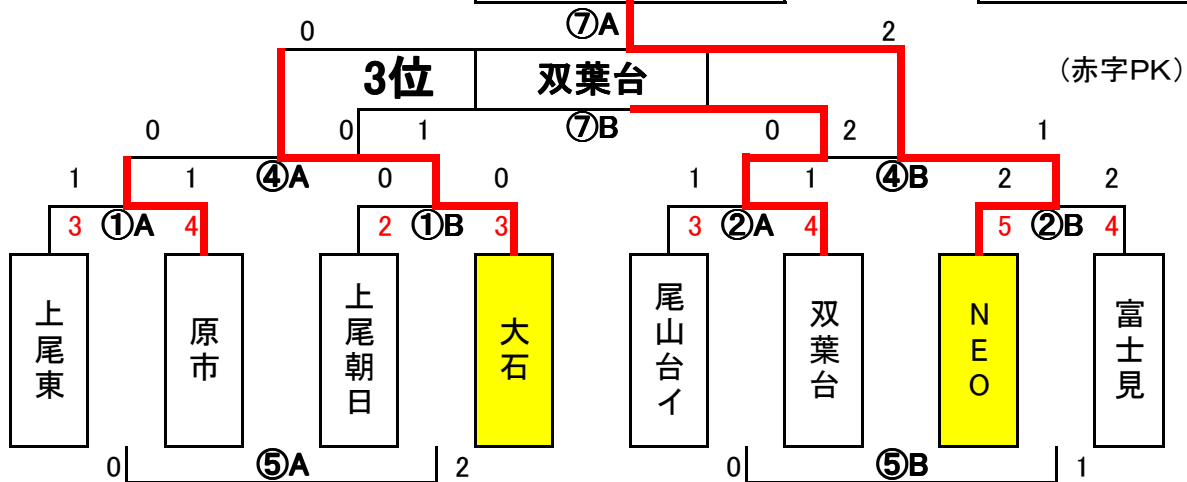 0 ⑦A 2
3位 双葉台 (赤字PK)
0 0 1 ⑦B 0 2 1
1 1 ④A 0 0 1 1 ④B 2 2
3 ①A 4 2 ①B 3 3 ②A 4 5 ②B 4
上尾東
原市
上尾朝日
大石
尾山台イ
双葉台
NEO
富士見
0 ⑤A 2 0 ⑤B 1